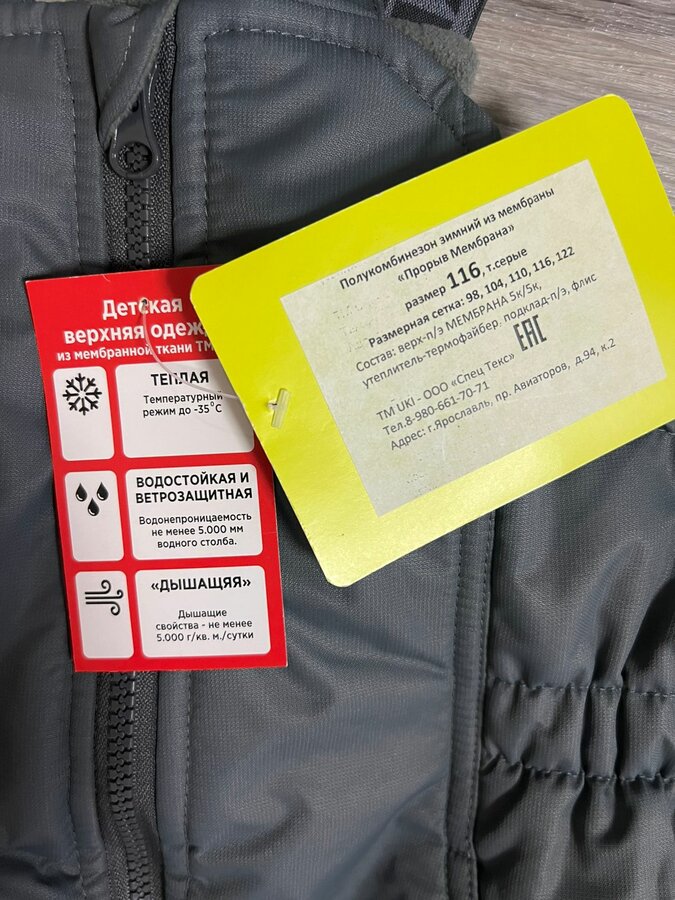 Детская
верхняя одеж
из мембранной ткани ТМ
ТЕПЛАЯ
Температурный
режим до -35°С
ВОДОСТОЙКАЯ И
ВЕТРОЗАЩИТНАЯ
Водонепроницаемость
не менее 5.000 мм
водного столба.
«ДЫШАЩЯЯ»
Дышащие
свойства - не менее
5.000 г/кв. м./сутки
Полукомбинезон зимний из мембраны
«Прорыв Мембрана»
размер 116, т.серые
Размерная сетка: 98, 104, 110, 116, 122
Состав: верх-п/э МЕМБРАНА 5к/5к,
утеплитель-термофайбер, подклад-п/э, флис
ТМ UKI - ООО «Спец Текс» EAC
Тел.8-980-661-70-71
Адрес: г.Ярославль, пр. Авиаторов, д.94, к.2